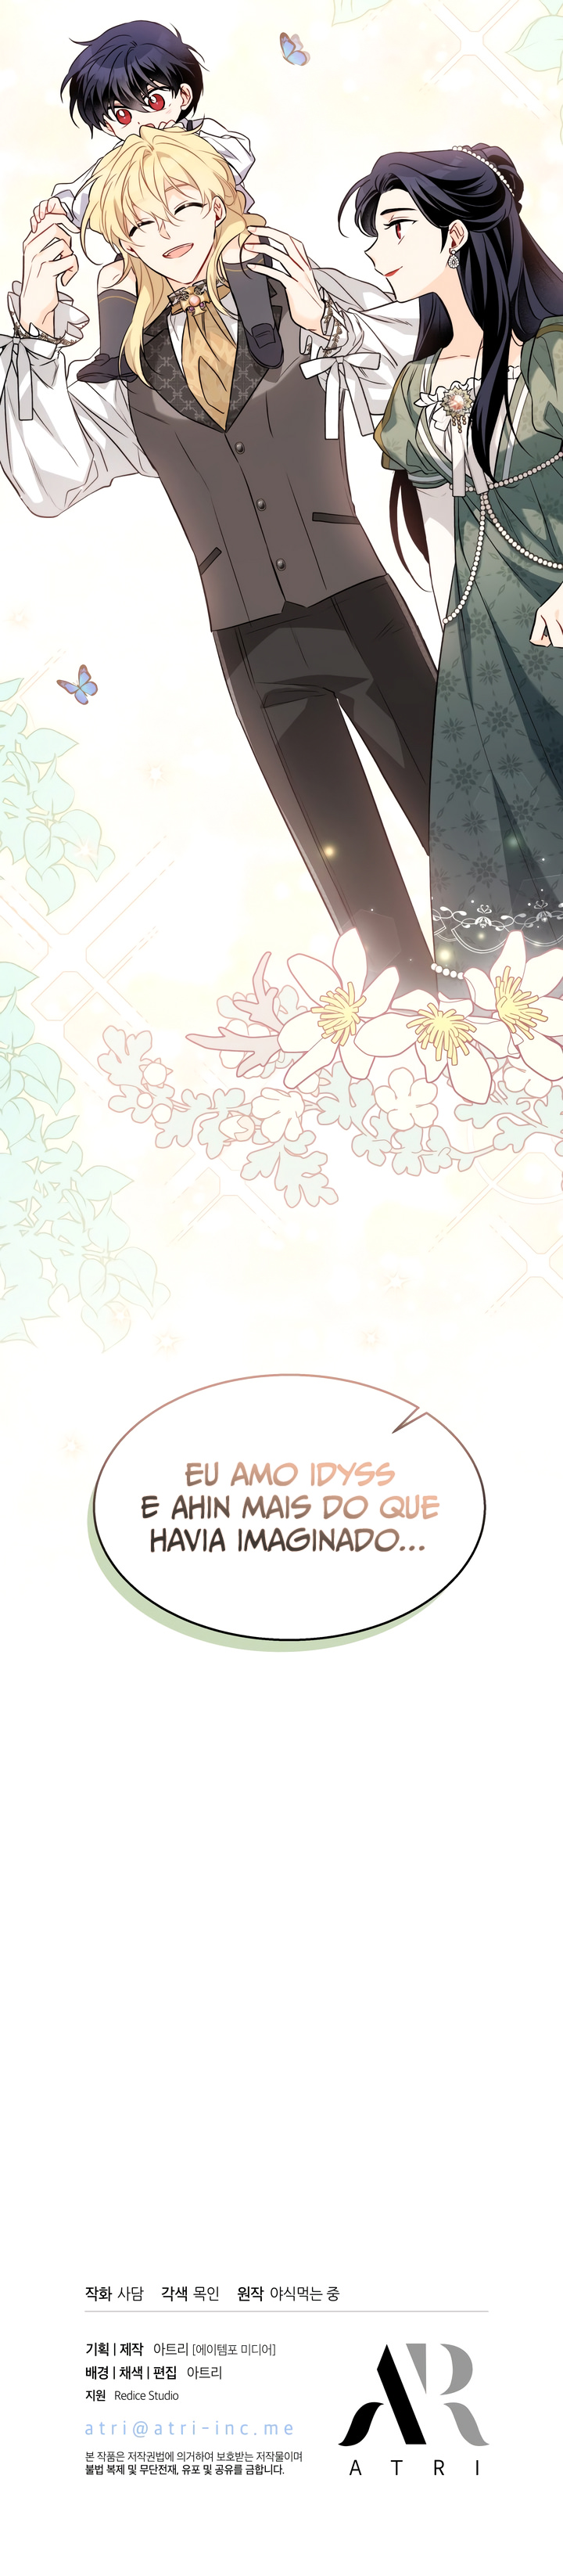 EU AMO IDYSS
E AHIN MAIS DO QUE
HAVIA IMAGINADO...
작화 사담 각색 목인 원작 야식먹는 중
기획 | 제작 아트리 [에이템포 미디어]
배경 | 채색 | 편집 아트리
지원 Redice Studio
atri@atri-inc.me
본 작품은 저작권법에 의거하여 보호받는 저작물이며
불법 복제 및 무단전재, 유포 및 공유를 금합니다.
AR
ATRI